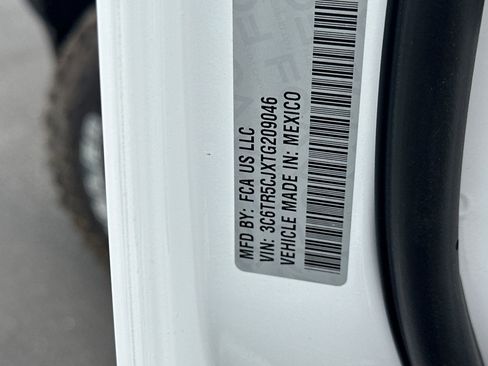 MFD BY: FCA US LLC
VIN: 3C6TR5CJXTG209046
VEHICLE MADE IN: MEXICO